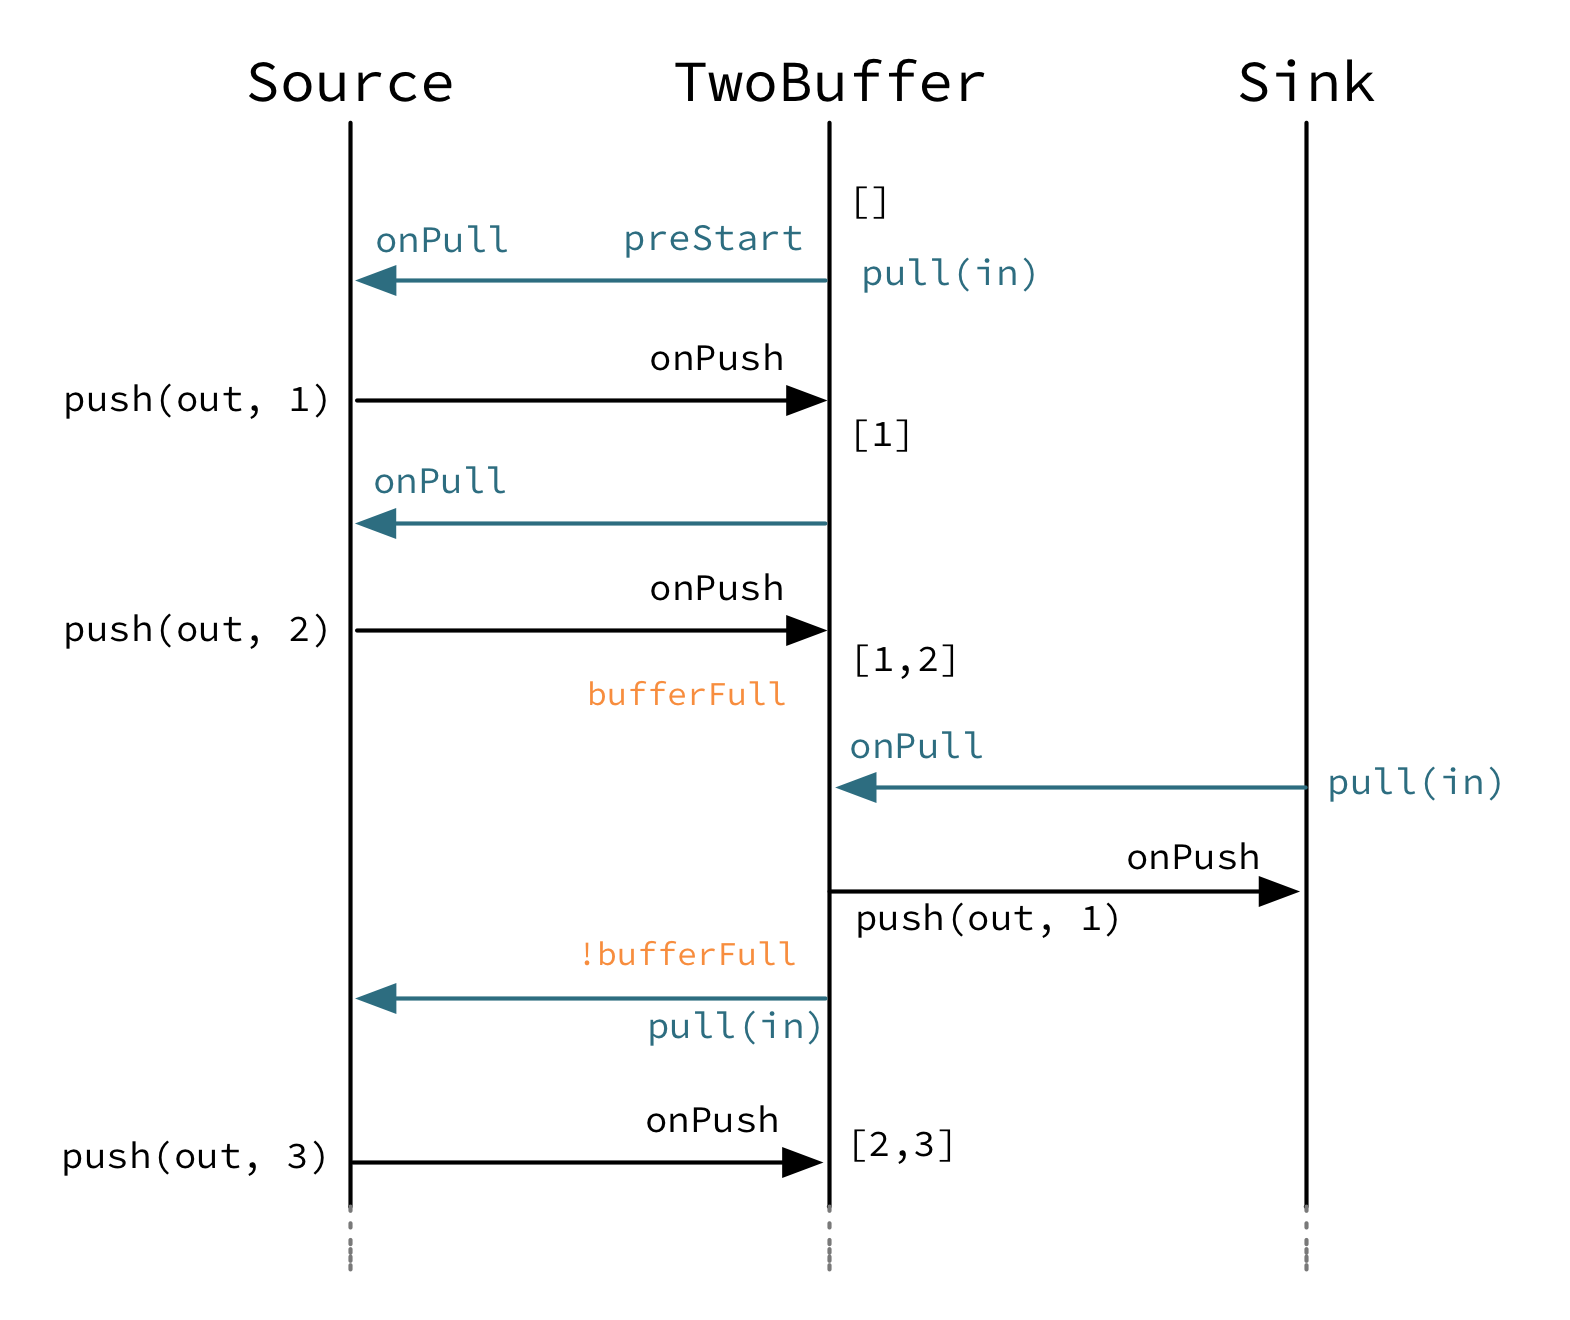 Source TwoBuffer Sink
[]
onPull preStart
pull(in)
onPush
push(out, 1)
[1]
onPull
onPush
push(out, 2)
[1,2]
bufferFull
onPull
pull(in)
onPush
push(out, 1)
!bufferFull
pull(in)
onPush
[2,3]
push(out, 3)